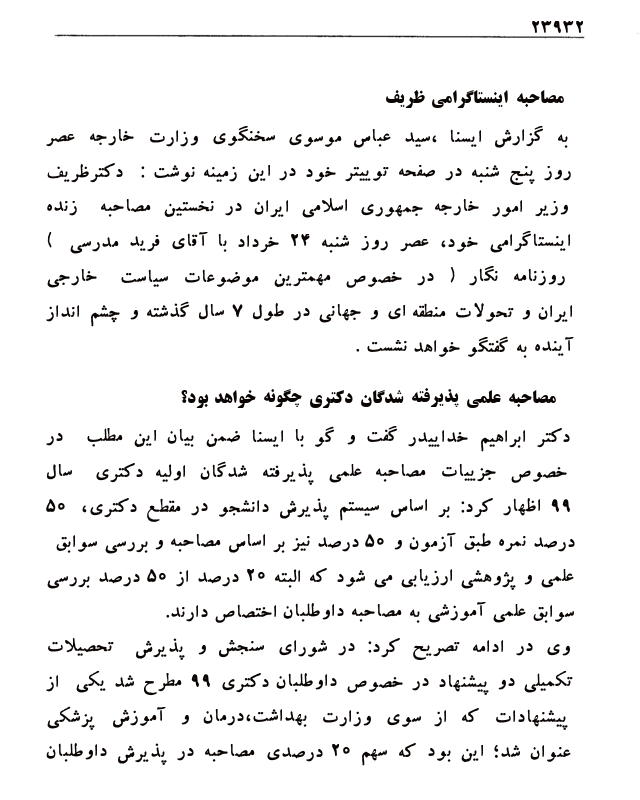 ۲۳۹۳۲
مصاحبه اینستاگرامی ظریف
به گزارش ایسنا ،سید عباس موسوی سخنگوی وزارت خارجه عصر
روز پنج شنبه در صفحه توییتر خود در این زمینه نوشت : دکترظریف
وزیر امور خارجه جمهوری اسلامی ایران در نخستین مصاحبه زنده
اینستاگرامی خود، عصر روز شنبه ۲۴ خرداد با آقای فرید مدرسی (
روزنامه نگار ) در خصوص مهمترین موضوعات سیاست خارجی
ایران و تحولات منطقه ای و جهانی در طول ۷ سال گذشته و چشم انداز
آینده به گفتگو خواهد نشست .
مصاحبه علمی پذیرفته شدگان دکتری چگونه خواهد بود؟
دکتر ابراهیم خداییدر گفت و گو با ایسنا ضمن بیان این مطلب در
خصوص جزییات مصاحبه علمی پذیرفته شدگان اولیه دکتری سال
۹۹ اظهار کرد: بر اساس سیستم پذیرش دانشجو در مقطع دکتری، ۵۰
درصد نمره طبق آزمون و ۵۰ درصد نیز بر اساس مصاحبه و بررسی سوابق
علمی و پژوهشی ارزیابی می شود که البته ۲۰ درصد از ۵۰ درصد بررسی
سوابق علمی آموزشی به مصاحبه داوطلبان اختصاص دارند.
وی در ادامه تصریح کرد: در شورای سنجش و پذیرش تحصیلات
تکمیلی دو پیشنهاد در خصوص داوطلبان دکتری ۹۹ مطرح شد یکی از
پیشنهادات که از سوی وزارت بهداشت،درمان و آموزش پزشکی
عنوان شد؛ این بود که سهم ۲۰ درصدی مصاحبه در پذیرش داوطلبان